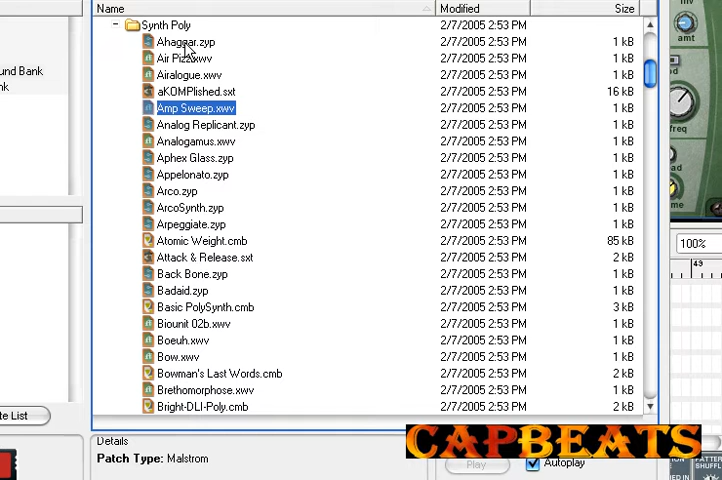 Name Modified Size
Synth Poly 2/7/2005 2:53 PM
Ahaggar.zyp 2/7/2005 2:53 PM 1 kB
Air Pizz.xwv 2/7/2005 2:53 PM 1 kB
Airalogue.xwv 2/7/2005 2:53 PM 1 kB
aKOMPlished.sxt 2/7/2005 2:53 PM 16 kB
Amp Sweep.xwv 2/7/2005 2:53 PM 1 kB
Analog Replicant.zyp 2/7/2005 2:53 PM 1 kB
Analogamus.xwv 2/7/2005 2:53 PM 1 kB
Aphex Glass.zyp 2/7/2005 2:53 PM 1 kB
Appelonato.zyp 2/7/2005 2:53 PM 1 kB
Arco.zyp 2/7/2005 2:53 PM 1 kB
ArcoSynth.zyp 2/7/2005 2:53 PM 1 kB
Arpeggiate.zyp 2/7/2005 2:53 PM 1 kB
Atomic Weight.cmb 2/7/2005 2:53 PM 85 kB
Attack & Release.sxt 2/7/2005 2:53 PM 2 kB
Back Bone.zyp 2/7/2005 2:53 PM 1 kB
Badaid.zyp 2/7/2005 2:53 PM 1 kB
Basic PolySynth.cmb 2/7/2005 2:53 PM 3 kB
Biounit 02b.xwv 2/7/2005 2:53 PM 1 kB
Boeuh.xwv 2/7/2005 2:53 PM 1 kB
Bow.xwv 2/7/2005 2:53 PM 1 kB
Bowman's Last Words.cmb 2/7/2005 2:53 PM 2 kB
Brethomorphose.xwv 2/7/2005 2:53 PM 1 kB
Bright-DLI-Poly.cmb 2/7/2005 2:53 PM 2 kB
und Bank
nk
te List
Details
Patch Type: Malstrom
Play Autoplay
CAPBEATS
inv
amt
freq
100%
49
PATTERN
SHUFFL